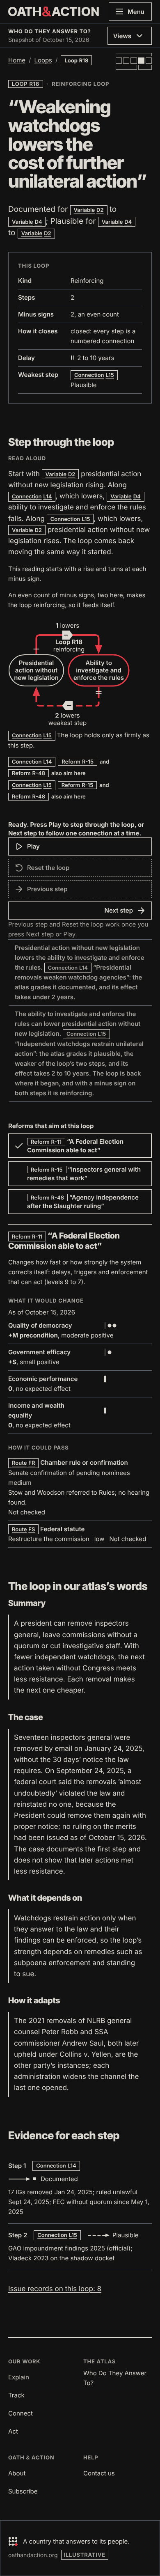 OATH&ACTION
Menu
WHO DO THEY ANSWER TO?
Snapshot of October 15, 2026
Views
Home / Loops / Loop R18
LOOP R18 · REINFORCING LOOP
“Weakening
watchdogs
lowers the
cost of further
unilateral action”
Documented for Variable D2 to
Variable D4; Plausible for Variable D4
to Variable D2
THIS LOOP
Kind Reinforcing
Steps 2
Minus signs 2, an even count
How it closes closed: every step is a
numbered connection
Delay 2 to 10 years
Weakest step Connection L15
Plausible
Step through the loop
READ ALOUD
Start with Variable D2 presidential action
without new legislation rising. Along
Connection L14, which lowers, Variable D4
ability to investigate and enforce the rules
falls. Along Connection L15, which lowers,
Variable D2 presidential action without new
legislation rises. The loop comes back
moving the same way it started.
This reading starts with a rise and turns at each
minus sign.
An even count of minus signs, two here, makes
the loop reinforcing, so it feeds itself.
1 lowers
Loop R18
reinforcing
Presidential
action without
new legislation
Ability to
investigate and
enforce the rules
2 lowers
weakest step
Connection L15 The loop holds only as firmly as
this step.
Connection L14 Reform R-15 and
Reform R-48 also aim here
Connection L15 Reform R-15 and
Reform R-48 also aim here
Ready. Press Play to step through the loop, or
Next step to follow one connection at a time.
Play
Reset the loop
Previous step
Next step
Previous step and Reset the loop work once you
press Next step or Play.
Presidential action without new legislation
lowers the ability to investigate and enforce
the rules. Connection L14 “Presidential
removals weaken watchdog agencies”: the
atlas grades it documented, and its effect
takes under 2 years.
The ability to investigate and enforce the
rules can lower presidential action without
new legislation. Connection L15
“Independent watchdogs restrain unilateral
action”: the atlas grades it plausible, the
weaker of the loop’s two steps, and its
effect takes 2 to 10 years. The loop is back
where it began, and with a minus sign on
both steps it is reinforcing.
Reforms that aim at this loop
Reform R-11 “A Federal Election
Commission able to act”
Reform R-15 “Inspectors general with
remedies that work”
Reform R-48 “Agency independence
after the Slaughter ruling”
Reform R-11 “A Federal Election
Commission able to act”
Changes how far or how slowly the system
corrects itself: delays, triggers and enforcement
that can act (levels 9 to 7).
WHAT IT WOULD CHANGE
As of October 15, 2026
Quality of democracy
+M precondition, moderate positive
Government efficacy
+S, small positive
Economic performance
0, no expected effect
Income and wealth
equality
0, no expected effect
HOW IT COULD PASS
Route FR Chamber rule or confirmation
Senate confirmation of pending nominees
medium
Stow and Woodson referred to Rules; no hearing
found.
Not checked
Route FS Federal statute
Restructure the commission low Not checked
The loop in our atlas’s words
Summary
A president can remove inspectors
general, leave commissions without a
quorum or cut investigative staff. With
fewer independent watchdogs, the next
action taken without Congress meets
less resistance. Each removal makes
the next one cheaper.
The case
Seventeen inspectors general were
removed by email on January 24, 2025,
without the 30 days’ notice the law
requires. On September 24, 2025, a
federal court said the removals ‘almost
undoubtedly’ violated the law and
reinstated no one, because the
President could remove them again with
proper notice; no ruling on the merits
had been issued as of October 15, 2026.
The case documents the first step and
does not show that later actions met
less resistance.
What it depends on
Watchdogs restrain action only when
they answer to the law and their
findings can be enforced, so the loop’s
strength depends on remedies such as
subpoena enforcement and standing
to sue.
How it adapts
The 2021 removals of NLRB general
counsel Peter Robb and SSA
commissioner Andrew Saul, both later
upheld under Collins v. Yellen, are the
other party’s instances; each
administration widens the channel the
last one opened.
Evidence for each step
Step 1 Connection L14
Documented
17 IGs removed Jan 24, 2025; ruled unlawful
Sept 24, 2025; FEC without quorum since May 1,
2025
Step 2 Connection L15 Plausible
GAO impoundment findings 2025 (official);
Vladeck 2023 on the shadow docket
Issue records on this loop: 8
OUR WORK
Explain
Track
Connect
Act
THE ATLAS
Who Do They Answer
To?
OATH & ACTION
About
Subscribe
HELP
Contact us
A country that answers to its people.
oathandaction.org ILLUSTRATIVE